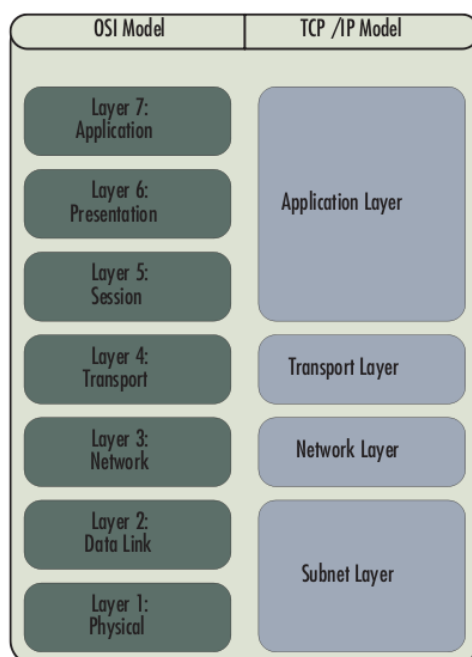 OSI Model
TCP /IP Model
Layer 7:
Application
Layer 6:
Presentation
Layer 5:
Session
Application Layer
Layer 4:
Transport
Transport Layer
Layer 3:
Network
Network Layer
Layer 2:
Data Link
Layer 1:
Physical
Subnet Layer